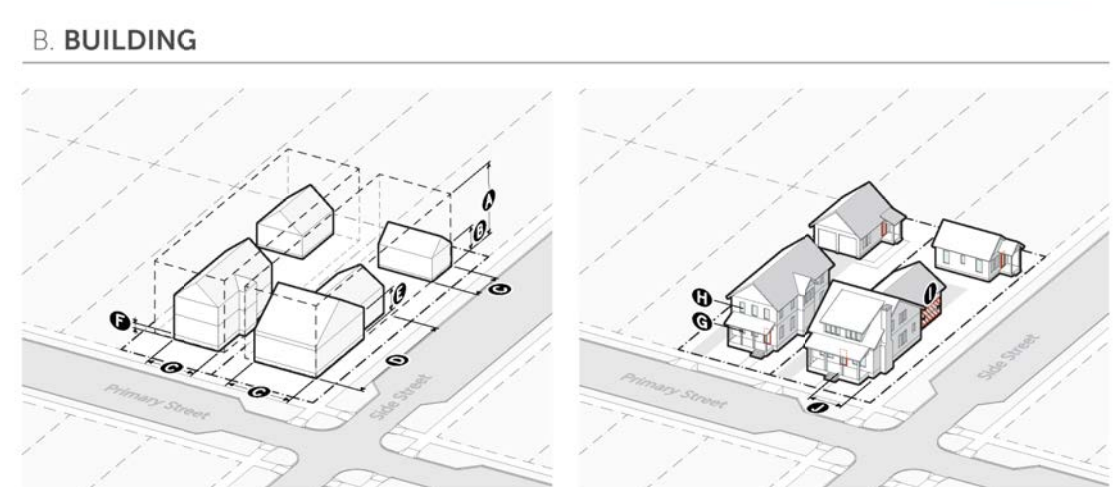 B. BUILDING
A
B
C
E
F
D
C
C
Primary Street
Side Street
H
G
I
J
Primary Street
Side Street